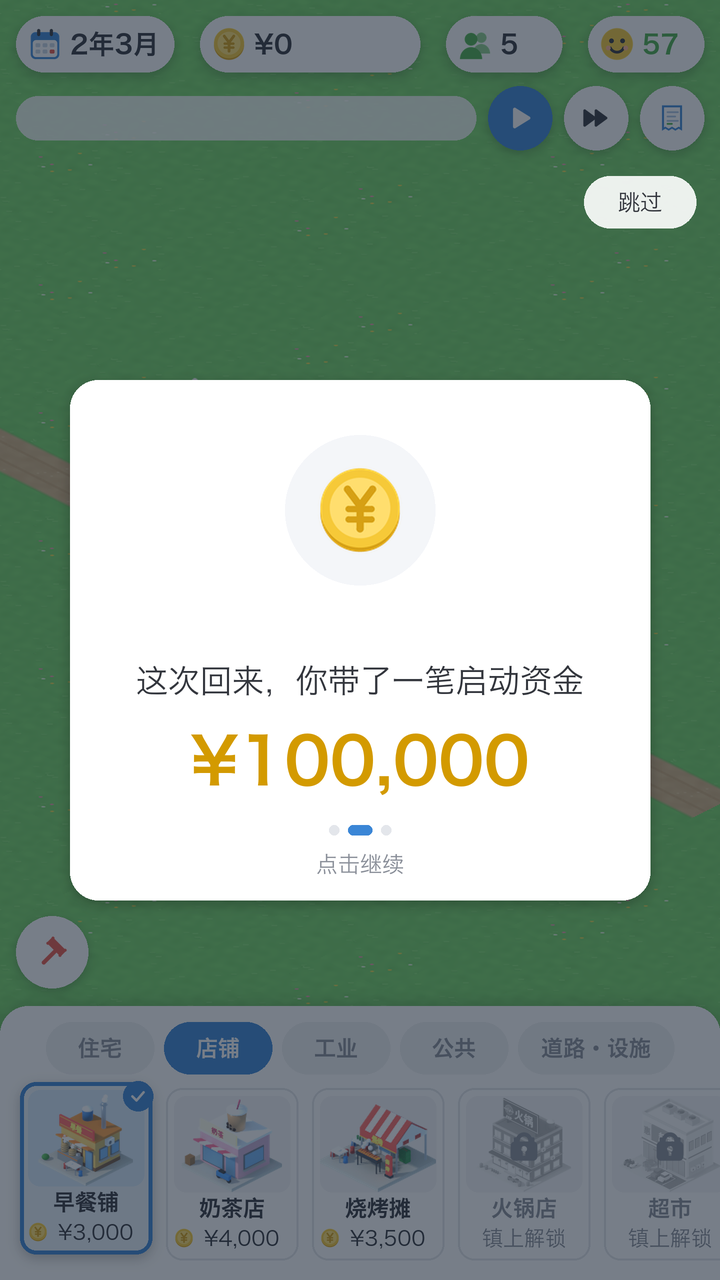 2年3月
¥0
5
57
跳过
这次回来，你带了一笔启动资金
¥100,000
点击继续
住宅
店铺
工业
公共
道路·设施
早餐铺
¥3,000
奶茶店
¥4,000
烧烤摊
¥3,500
火锅
火锅店
镇上解锁
超市
镇上解锁